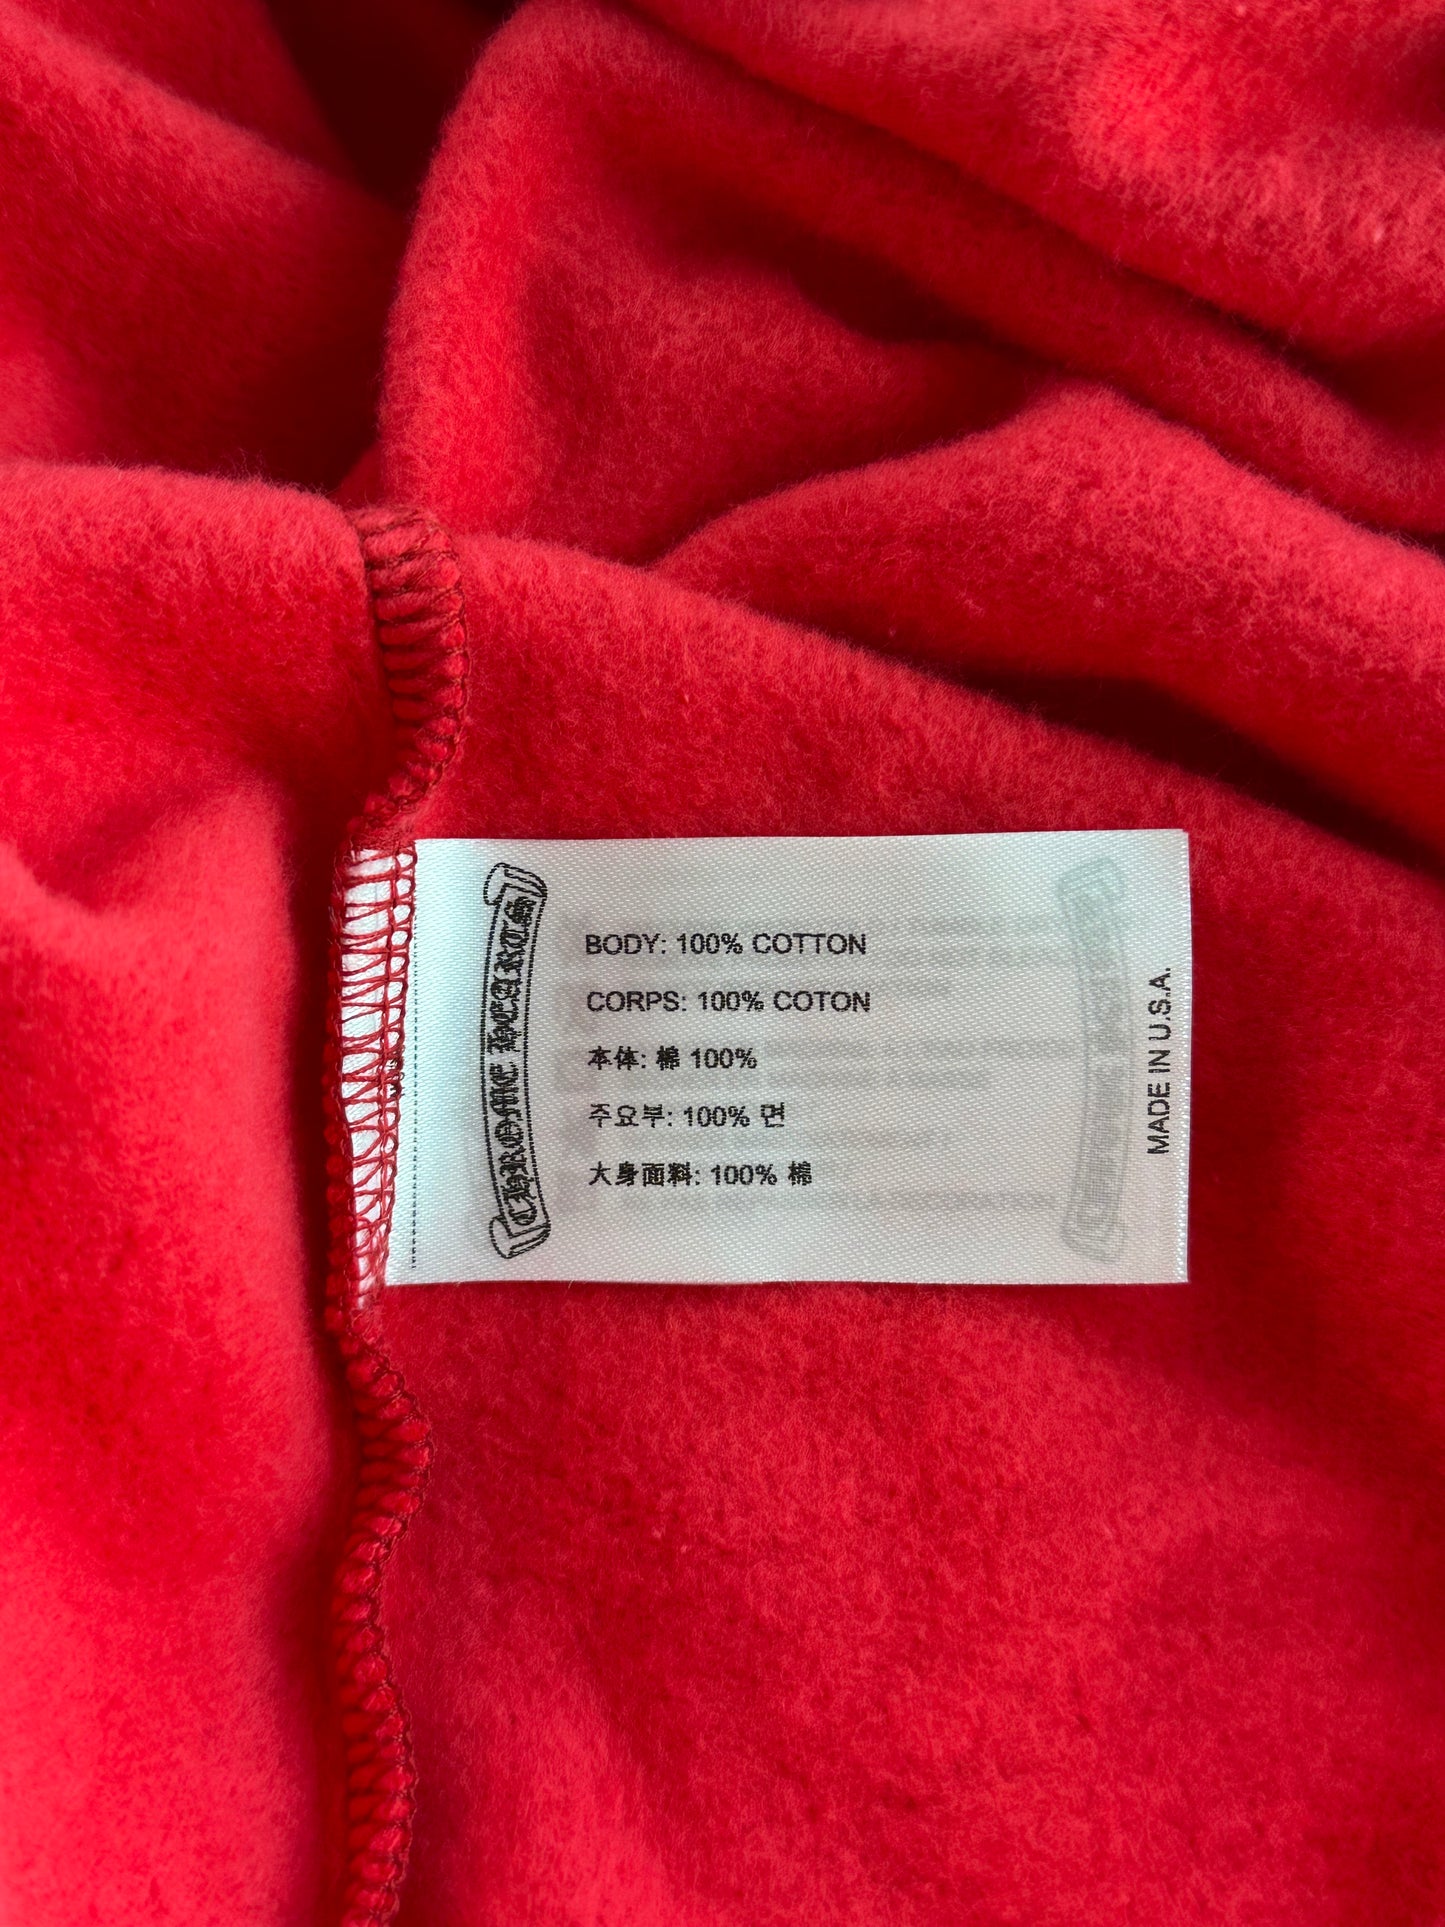 CHROME HEARTS
BODY: 100% COTTON
CORPS: 100% COTON
本体: 棉 100%
주요부: 100% 면
大身面料: 100% 棉
MADE IN U.S.A.